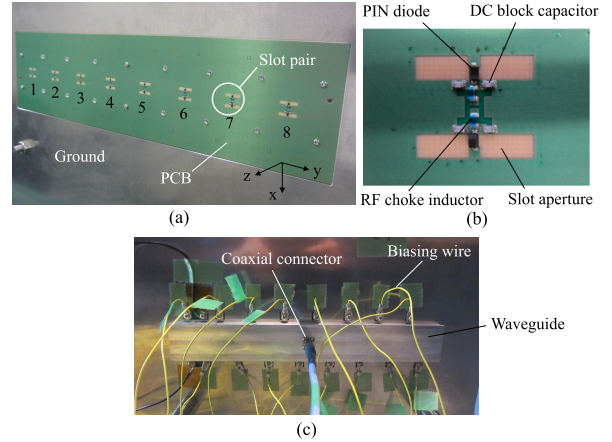 Slot pair
1 2 3 4 5 6 7 8
Ground
PCB
z
y
x
(a)
PIN diode
DC block capacitor
RF choke inductor
Slot aperture
(b)
Coaxial connector
Biasing wire
Waveguide
(c)